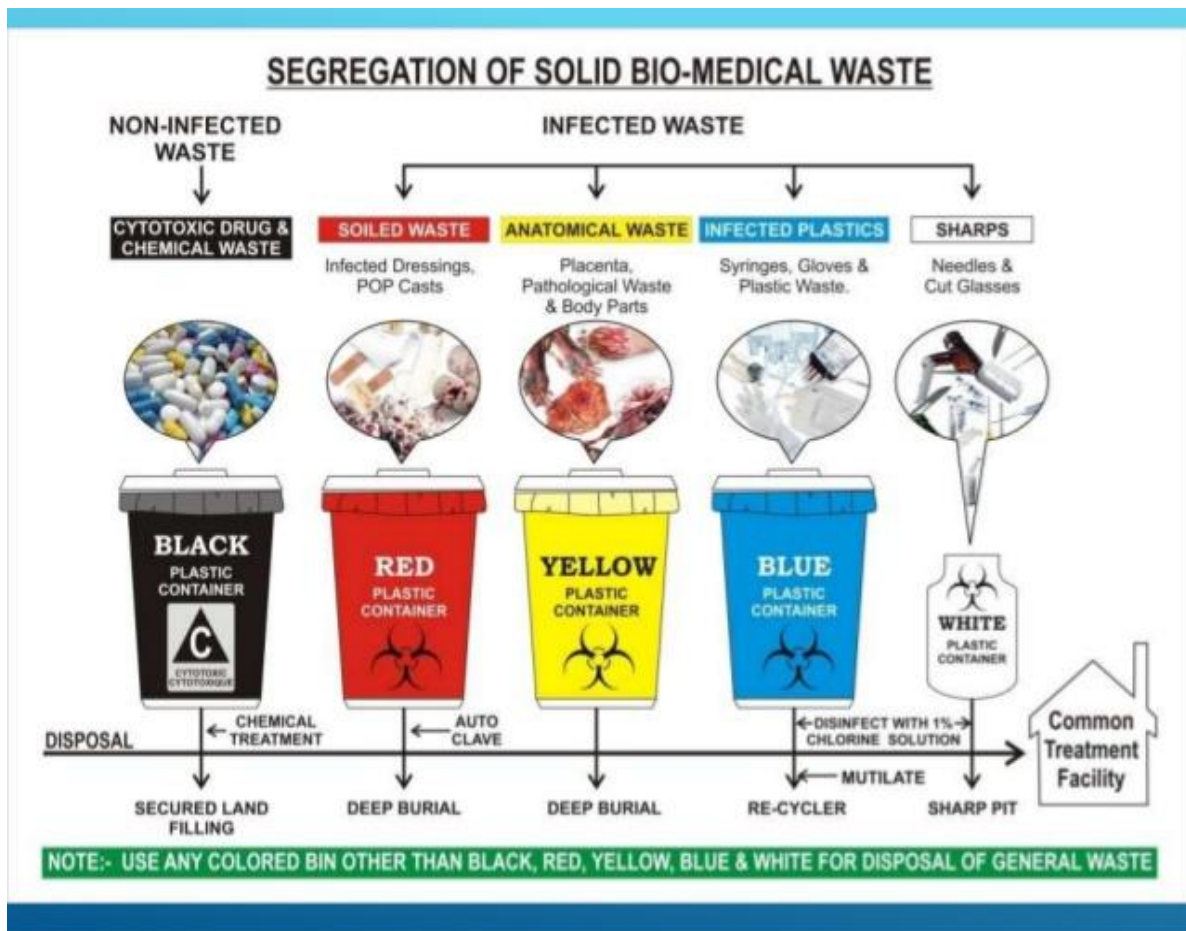 SEGREGATION OF SOLID BIO-MEDICAL WASTE
NON-INFECTED
WASTE
INFECTED WASTE
CYTOTOXIC DRUG &
CHEMICAL WASTE
SOILED WASTE
Infected Dressings,
POP Casts
ANATOMICAL WASTE
Placenta,
Pathological Waste
& Body Parts
INFECTED PLASTICS
Syringes, Gloves &
Plastic Waste.
SHARPS
Needles &
Cut Glasses
BLACK
PLASTIC
CONTAINER
C
CYTOTOXIC
CYTOTOXIQUE
RED
PLASTIC
CONTAINER
YELLOW
PLASTIC
CONTAINER
BLUE
PLASTIC
CONTAINER
WHITE
PLASTIC
CONTAINER
DISPOSAL
CHEMICAL
TREATMENT
AUTO
CLAVE
DISINFECT WITH 1%
CHLORINE SOLUTION
MUTILATE
Common
Treatment
Facility
SECURED LAND
FILLING
DEEP BURIAL
DEEP BURIAL
RE-CYCLER
SHARP PIT
NOTE:- USE ANY COLORED BIN OTHER THAN BLACK, RED, YELLOW, BLUE & WHITE FOR DISPOSAL OF GENERAL WASTE